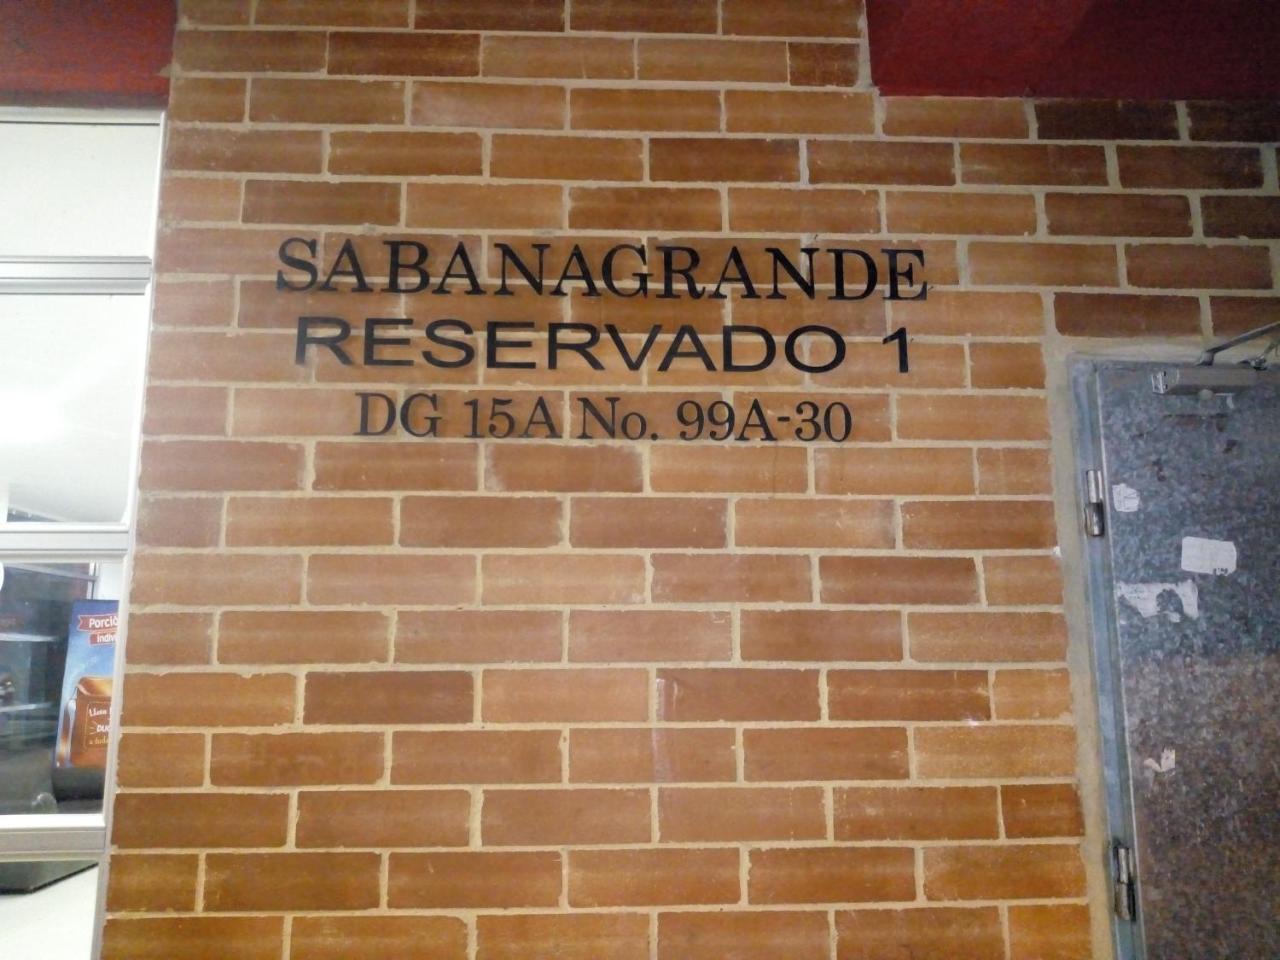 SABANAGRANDE
RESERVADO 1
DG 15A No. 99A-30